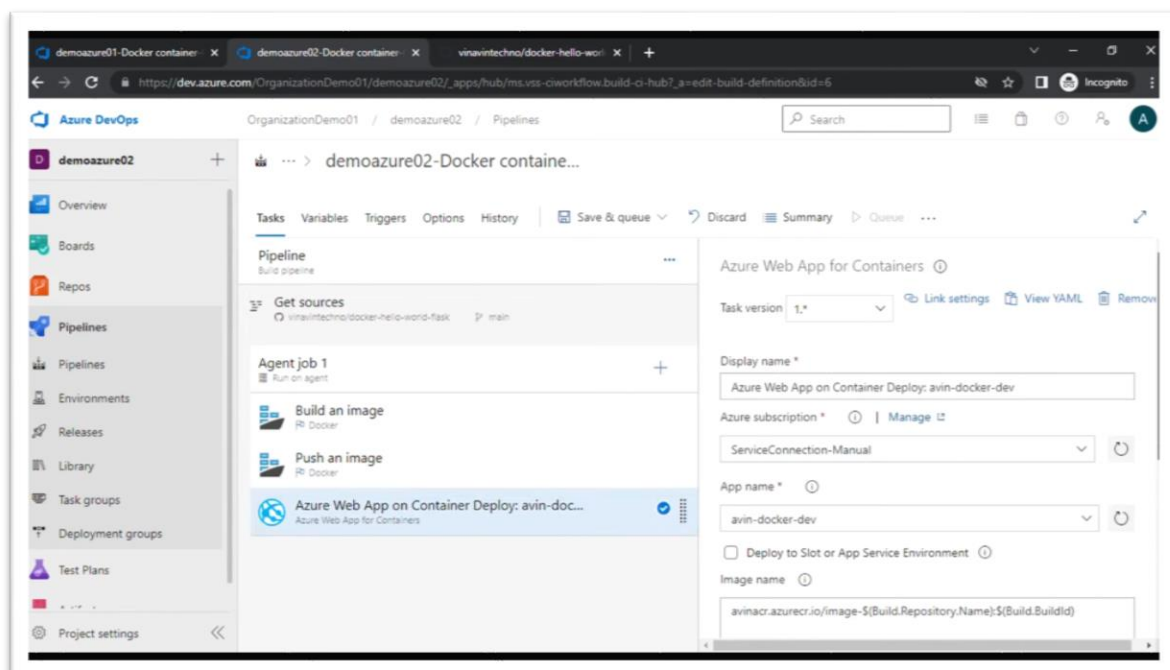 demoazure01-Docker container-
demoazure02-Docker container-
vinavintechno/docker-hello-worl
https://dev.azure.com/OrganizationDemo01/demoazure02/_apps/hub/ms.vss-ciworkflow.build-ci-hub?_a=edit-build-definition&id=6
Incognito
Azure DevOps
OrganizationDemo01 / demoazure02 / Pipelines
Search
A
D
demoazure02
... > demoazure02-Docker containe...
Overview
Boards
Repos
Pipelines
Pipelines
Environments
Releases
Library
Task groups
Deployment groups
Test Plans
Project settings
Tasks Variables Triggers Options History
Save & queue
Discard
Summary
Queue
...
Pipeline
Build pipeline
...
Get sources
vinavintechno/docker-hello-world-flask main
Agent job 1
Run on agent
Build an image
Docker
Push an image
Docker
Azure Web App on Container Deploy: avin-doc...
Azure Web App for Containers
Azure Web App for Containers
Task version 1.*
Link settings View YAML Remove
Display name *
Azure Web App on Container Deploy: avin-docker-dev
Azure subscription * | Manage
ServiceConnection-Manual
App name *
avin-docker-dev
Deploy to Slot or App Service Environment
Image name
avinacr.azurecr.io/image-$(Build.Repository.Name):$(Build.BuildId)